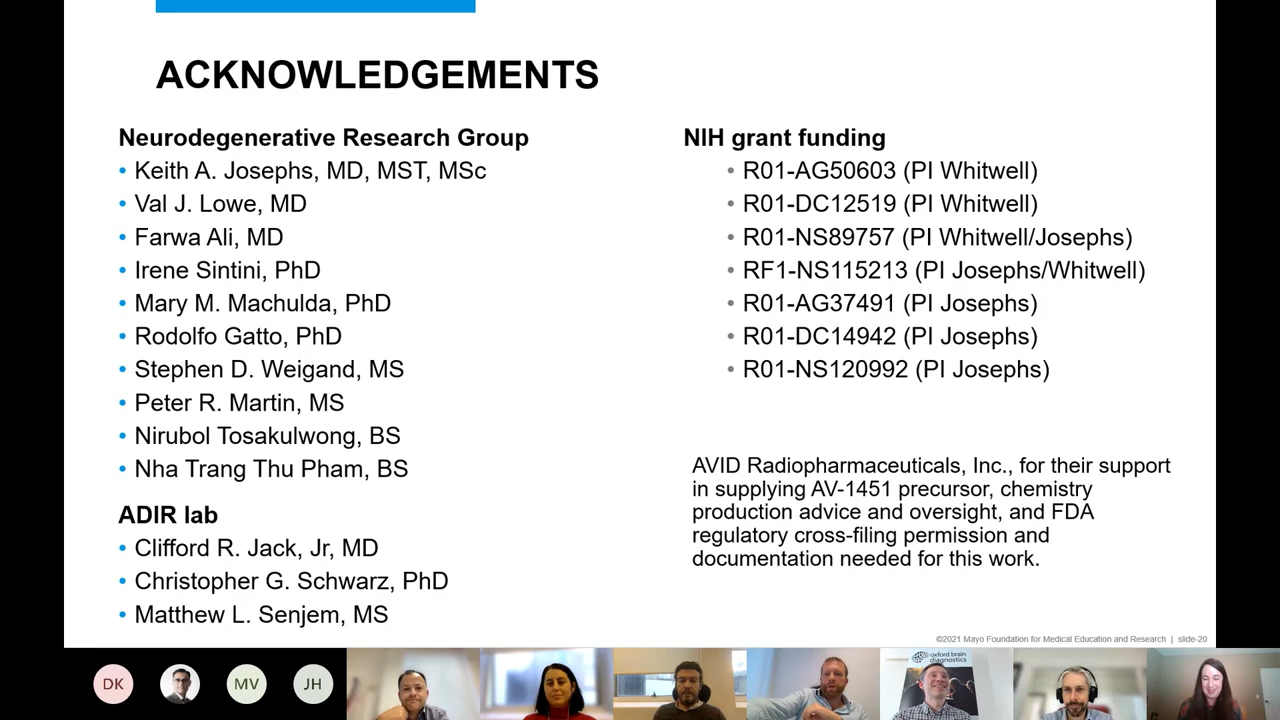 ACKNOWLEDGEMENTS
Neurodegenerative Research Group
• Keith A. Josephs, MD, MST, MSc
• Val J. Lowe, MD
• Farwa Ali, MD
• Irene Sintini, PhD
• Mary M. Machulda, PhD
• Rodolfo Gatto, PhD
• Stephen D. Weigand, MS
• Peter R. Martin, MS
• Nirubol Tosakulwong, BS
• Nha Trang Thu Pham, BS
ADIR lab
• Clifford R. Jack, Jr, MD
• Christopher G. Schwarz, PhD
• Matthew L. Senjem, MS
NIH grant funding
• R01-AG50603 (PI Whitwell)
• R01-DC12519 (PI Whitwell)
• R01-NS89757 (PI Whitwell/Josephs)
• RF1-NS115213 (PI Josephs/Whitwell)
• R01-AG37491 (PI Josephs)
• R01-DC14942 (PI Josephs)
• R01-NS120992 (PI Josephs)
AVID Radiopharmaceuticals, Inc., for their support
in supplying AV-1451 precursor, chemistry
production advice and oversight, and FDA
regulatory cross-filing permission and
documentation needed for this work.
©2021 Mayo Foundation for Medical Education and Research | slide-20
DK
MV
JH
oxford brain
diagnostics